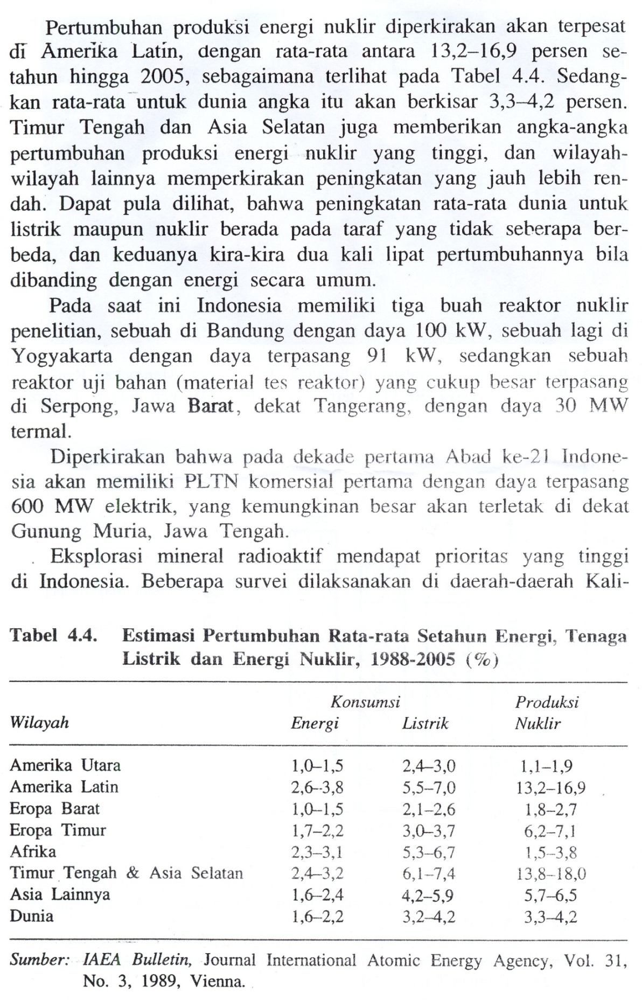 Pertumbuhan produksi energi nuklir diperkirakan akan terpesat
di Amerika Latin, dengan rata-rata antara 13,2–16,9 persen se-
tahun hingga 2005, sebagaimana terlihat pada Tabel 4.4. Sedang-
kan rata-rata untuk dunia angka itu akan berkisar 3,3–4,2 persen.
Timur Tengah dan Asia Selatan juga memberikan angka-angka
pertumbuhan produksi energi nuklir yang tinggi, dan wilayah-
wilayah lainnya memperkirakan peningkatan yang jauh lebih ren-
dah. Dapat pula dilihat, bahwa peningkatan rata-rata dunia untuk
listrik maupun nuklir berada pada taraf yang tidak seberapa ber-
beda, dan keduanya kira-kira dua kali lipat pertumbuhannya bila
dibanding dengan energi secara umum.
Pada saat ini Indonesia memiliki tiga buah reaktor nuklir
penelitian, sebuah di Bandung dengan daya 100 kW, sebuah lagi di
Yogyakarta dengan daya terpasang 91 kW, sedangkan sebuah
reaktor uji bahan (material tes reaktor) yang cukup besar terpasang
di Serpong, Jawa Barat, dekat Tangerang, dengan daya 30 MW
termal.
Diperkirakan bahwa pada dekade pertama Abad ke-21 Indone-
sia akan memiliki PLTN komersial pertama dengan daya terpasang
600 MW elektrik, yang kemungkinan besar akan terletak di dekat
Gunung Muria, Jawa Tengah.
Eksplorasi mineral radioaktif mendapat prioritas yang tinggi
di Indonesia. Beberapa survei dilaksanakan di daerah-daerah Kali-
Tabel 4.4. Estimasi Pertumbuhan Rata-rata Setahun Energi, Tenaga
Listrik dan Energi Nuklir, 1988-2005 (%)
Konsumsi Produksi
Wilayah Energi Listrik Nuklir
Amerika Utara 1,0–1,5 2,4–3,0 1,1–1,9
Amerika Latin 2,6–3,8 5,5–7,0 13,2–16,9
Eropa Barat 1,0–1,5 2,1–2,6 1,8–2,7
Eropa Timur 1,7–2,2 3,0–3,7 6,2–7,1
Afrika 2,3–3,1 5,3–6,7 1,5–3,8
Timur Tengah & Asia Selatan 2,4–3,2 6,1–7,4 13,8–18,0
Asia Lainnya 1,6–2,4 4,2–5,9 5,7–6,5
Dunia 1,6–2,2 3,2–4,2 3,3–4,2
Sumber: IAEA Bulletin, Journal International Atomic Energy Agency, Vol. 31,
No. 3, 1989, Vienna.